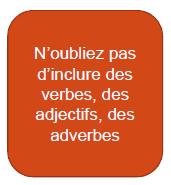 N’oubliez pas
d’inclure des
verbes, des
adjectifs, des
adverbes